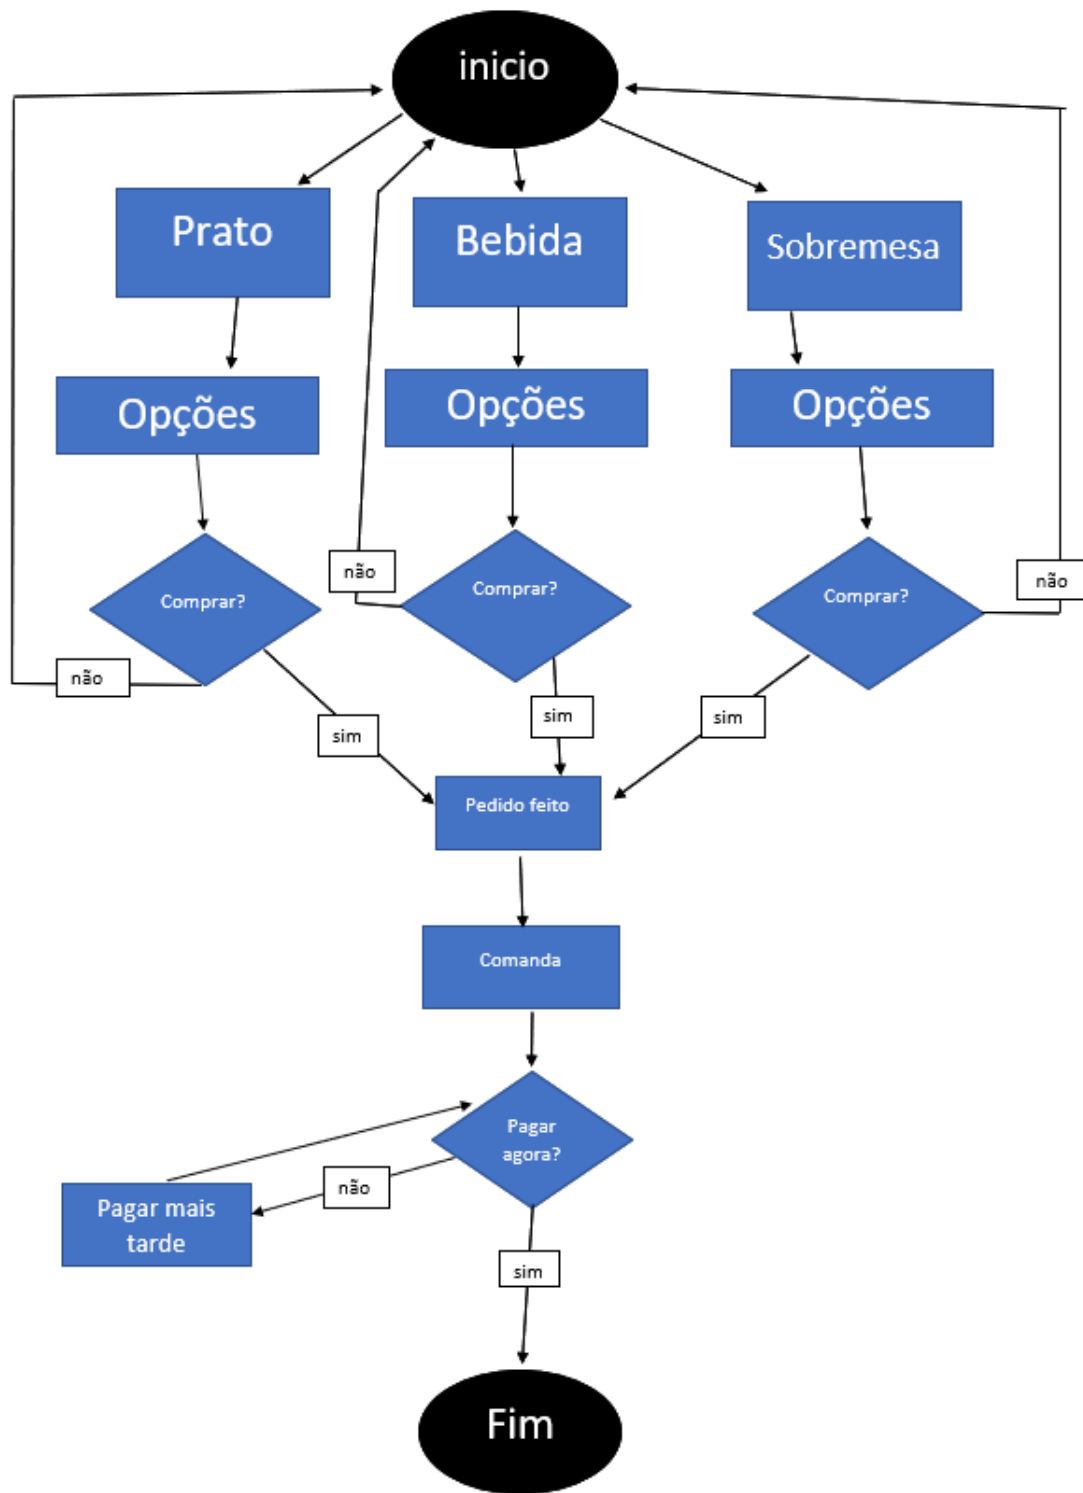 inicio
Prato
Bebida
Sobremesa
Opções
Opções
Opções
Comprar?
Comprar?
Comprar?
não
não
não
sim
sim
sim
Pedido feito
Comanda
Pagar
agora?
não
Pagar mais
tarde
sim
Fim